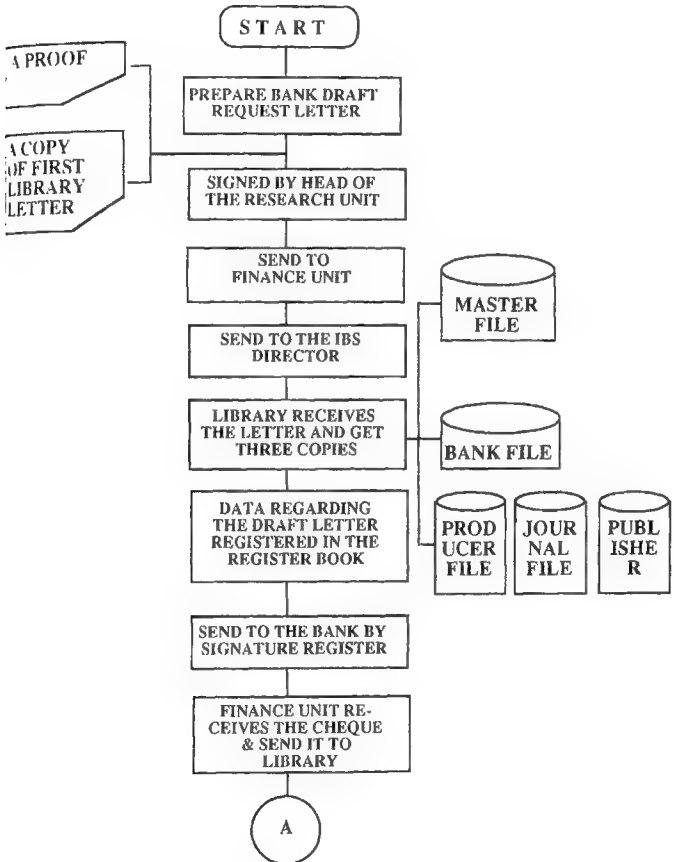 START
A PROOF
PREPARE BANK DRAFT
REQUEST LETTER
A COPY
OF FIRST
LIBRARY
LETTER
SIGNED BY HEAD OF
THE RESEARCH UNIT
SEND TO
FINANCE UNIT
MASTER
FILE
SEND TO THE IBS
DIRECTOR
LIBRARY RECEIVES
THE LETTER AND GET
THREE COPIES
BANK FILE
DATA REGARDING
THE DRAFT LETTER
REGISTERED IN THE
REGISTER BOOK
PROD
UCER
FILE
JOUR
NAL
FILE
PUBL
ISHE
R
SEND TO THE BANK BY
SIGNATURE REGISTER
FINANCE UNIT RE-
CEIVES THE CHEQUE
& SEND IT TO
LIBRARY
A